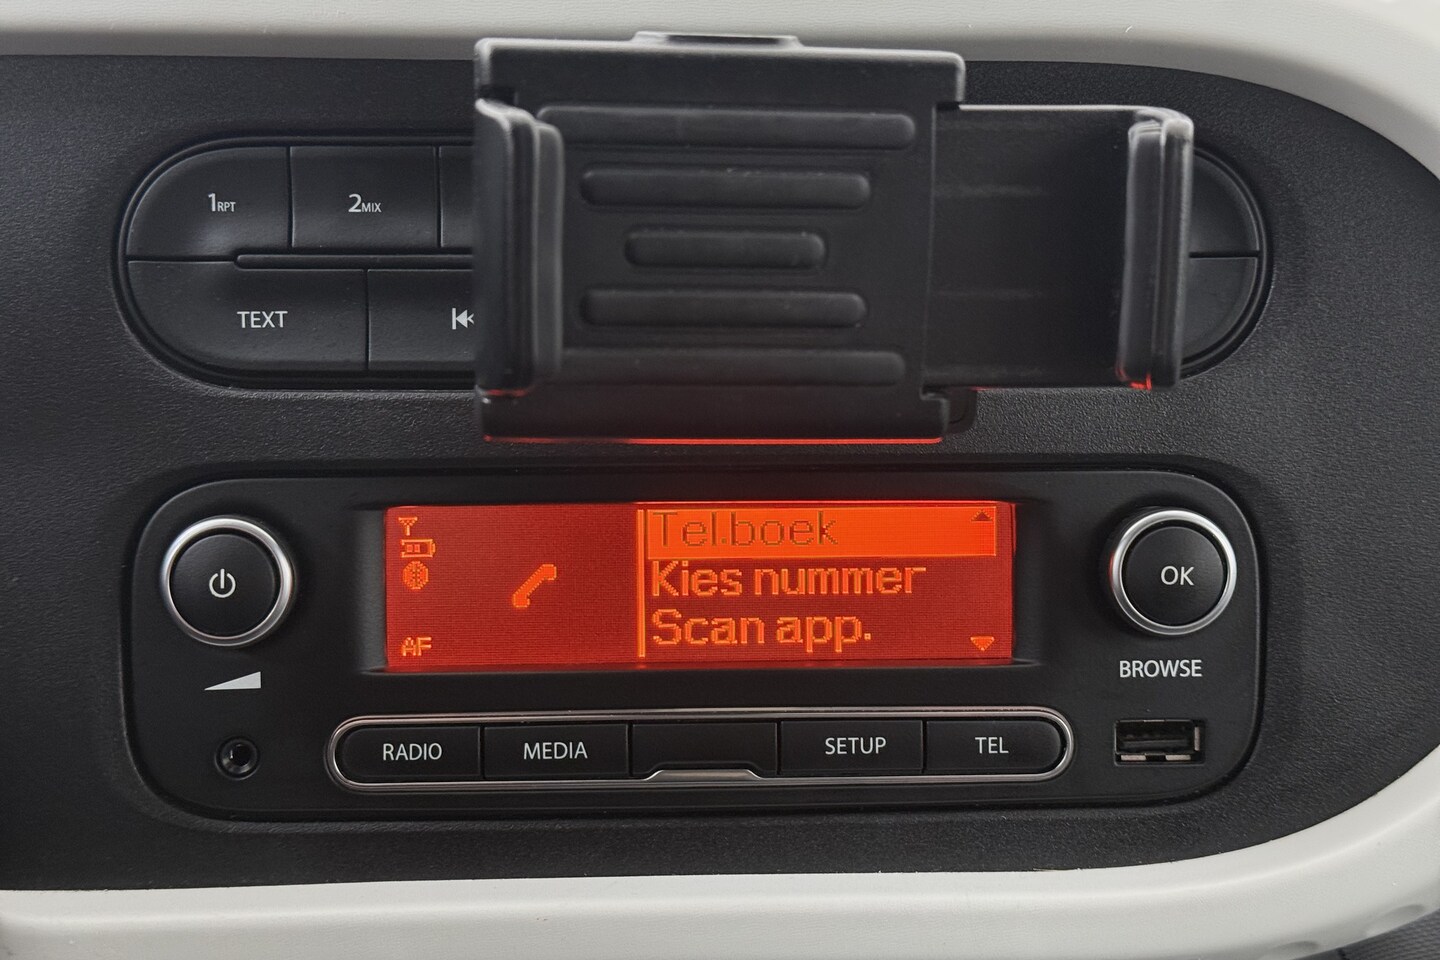 1RPT
2MIX
TEXT
Tel.boek
Kies nummer
Scan app.
AF
OK
BROWSE
RADIO
MEDIA
SETUP
TEL